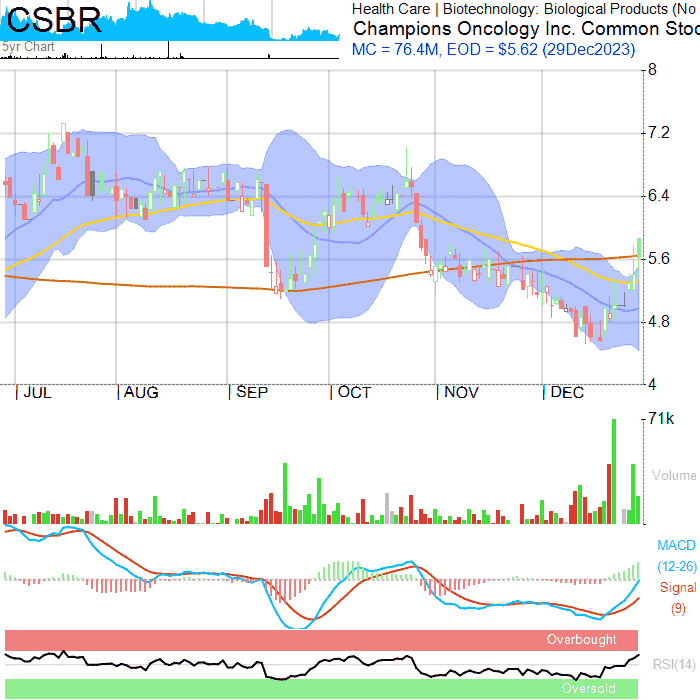 CSBR
5yr Chart
Health Care | Biotechnology: Biological Products (No
Champions Oncology Inc. Common Stoc
MC = 76.4M, EOD = $5.62 (29Dec2023)
8
7.2
6.4
5.6
4.8
4
| JUL | AUG | SEP | OCT | NOV | DEC
71k
Volume
MACD
(12-26)
Signal
(9)
Overbought
RSI(14)
Oversold